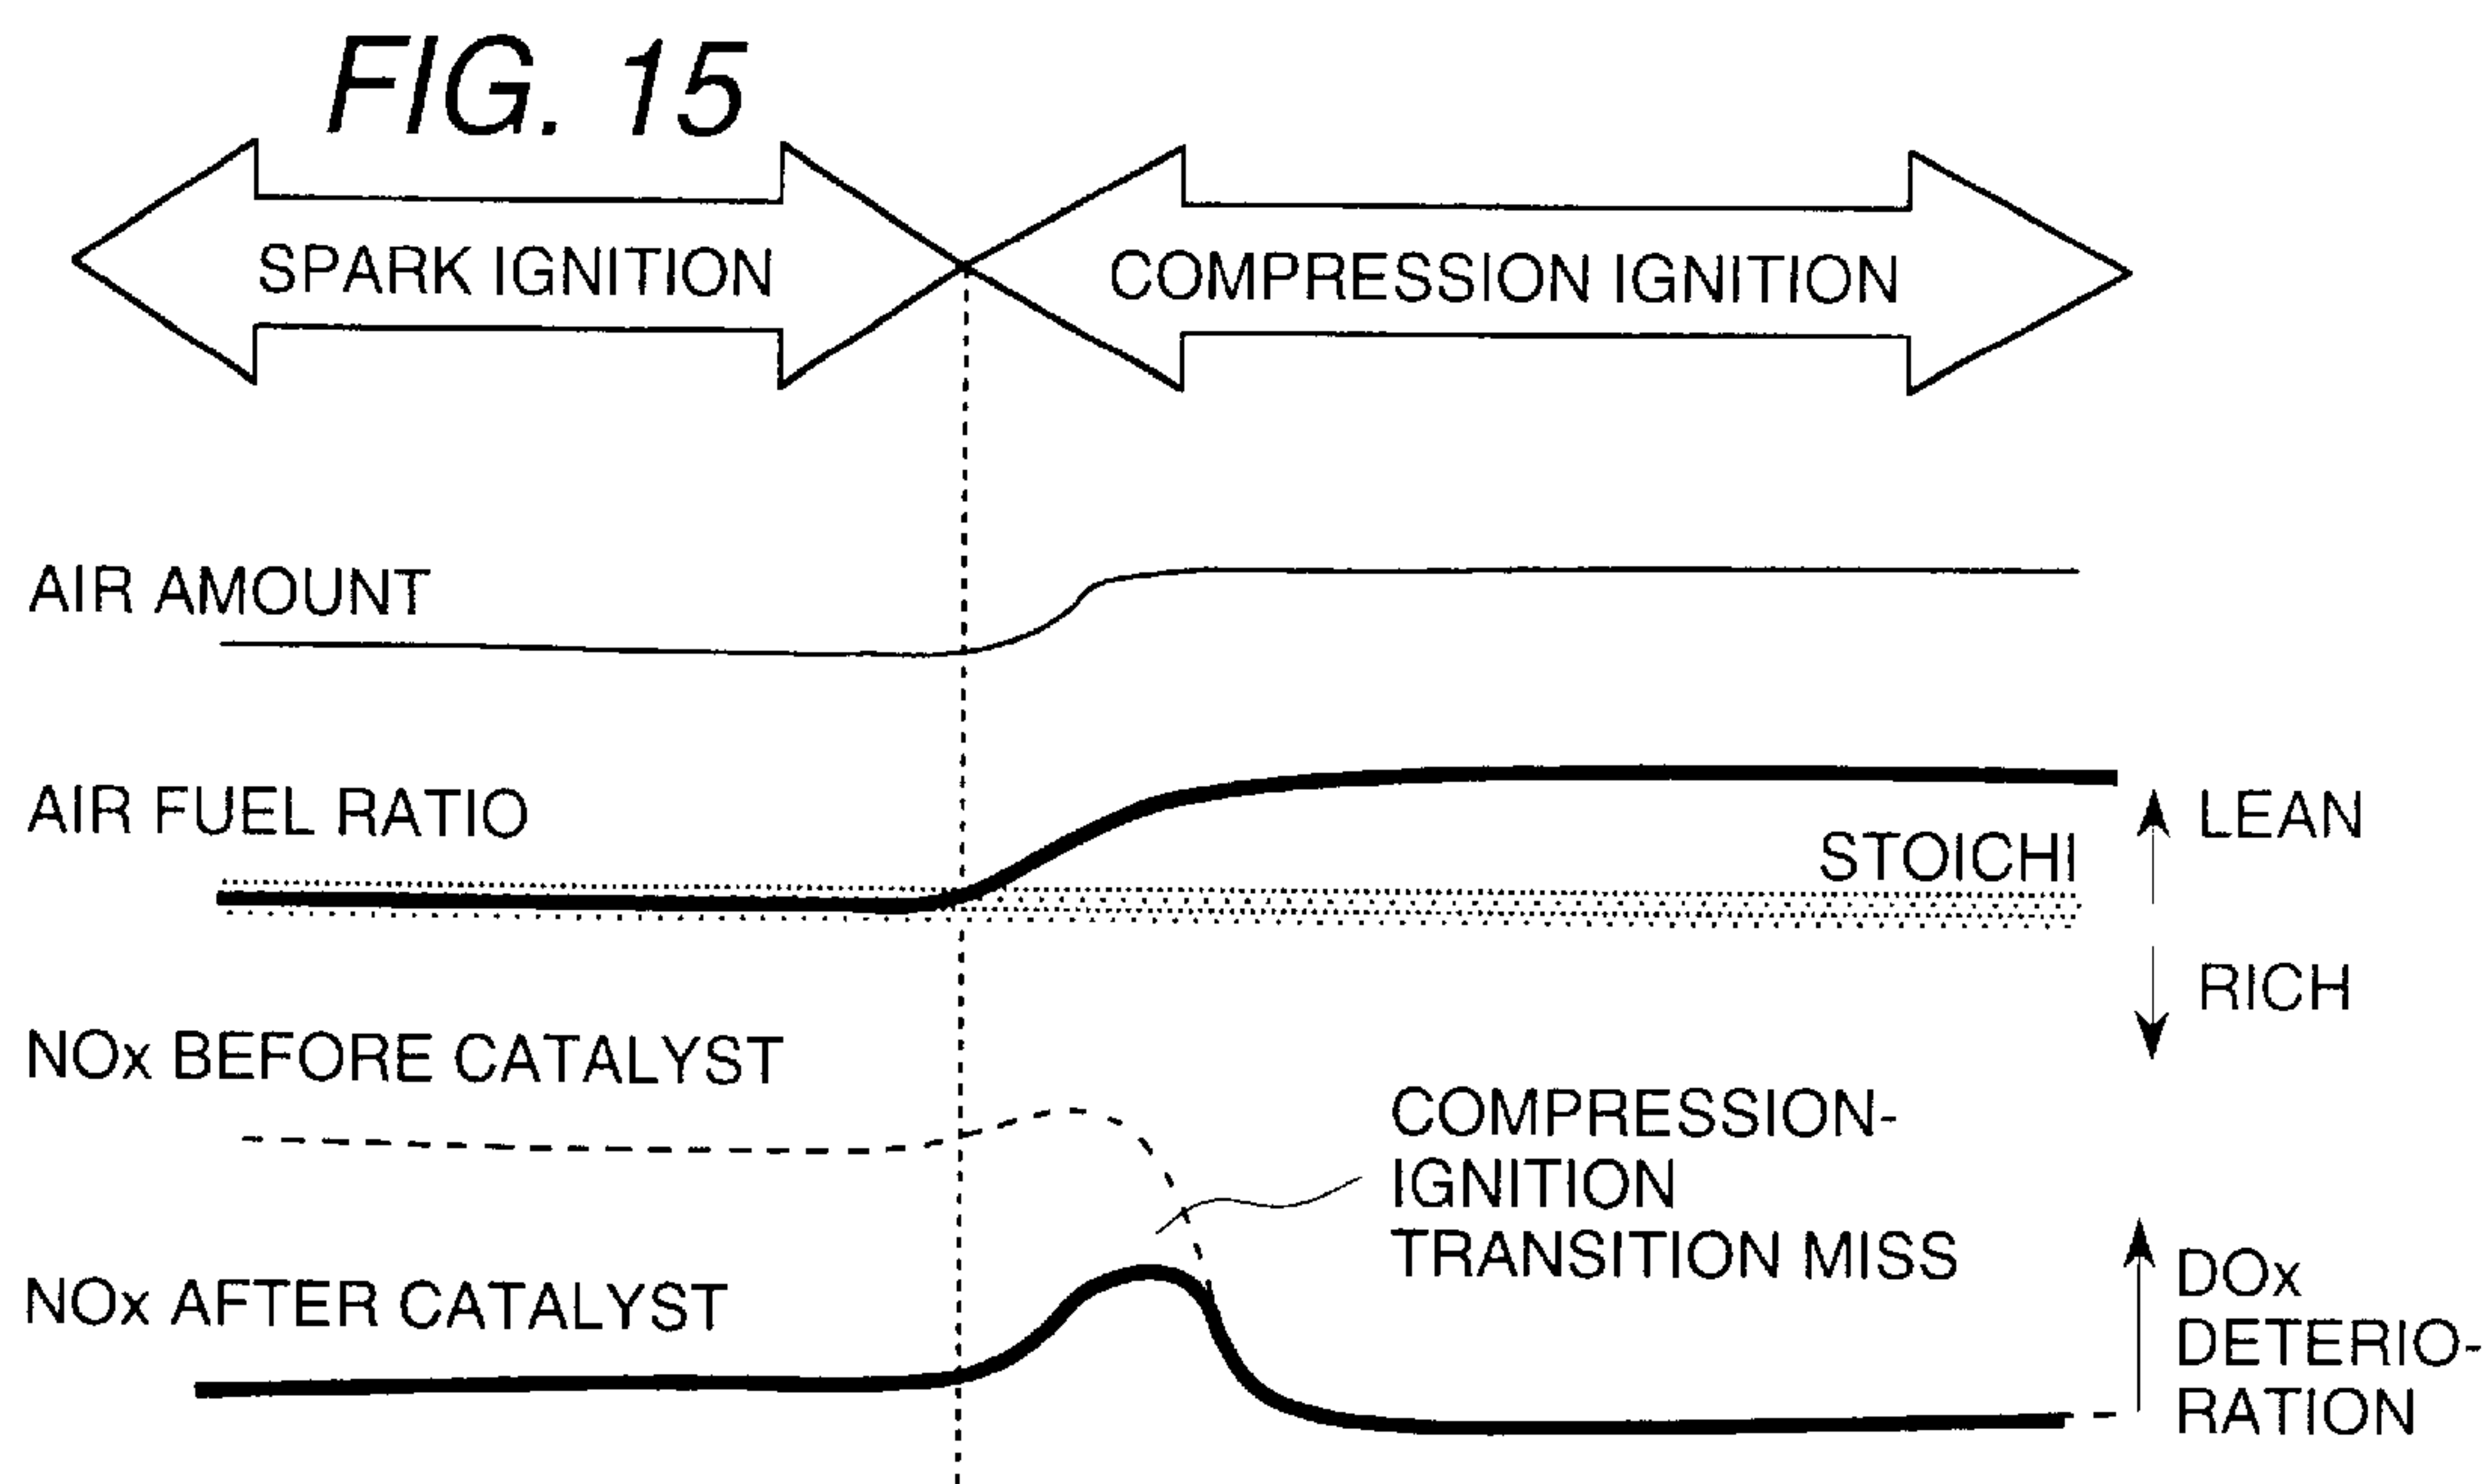 FIG. 15
SPARK IGNITION
COMPRESSION IGNITION
AIR AMOUNT
AIR FUEL RATIO
STOICHI
LEAN
RICH
NOx BEFORE CATALYST
COMPRESSION-
IGNITION
TRANSITION MISS
NOx AFTER CATALYST
DOx
DETERIO-
RATION